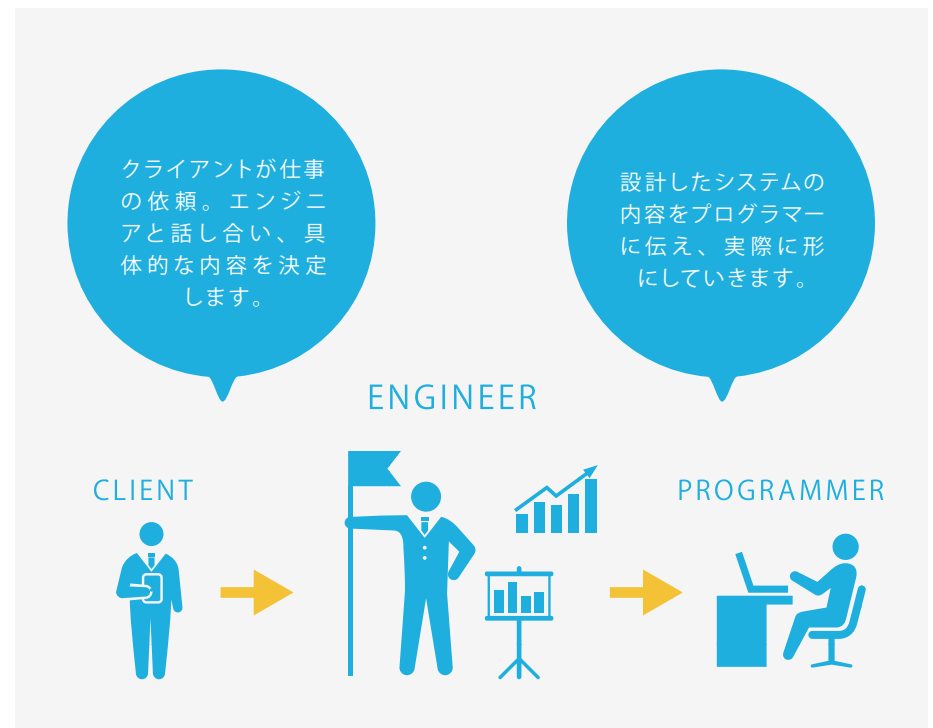 クライアントが仕事
の依頼。エンジニ
アと話し合い、具
体的な内容を決定
します。
設計したシステムの
内容をプログラマー
に伝え、実際に形
にしていきます。
ENGINEER
CLIENT
PROGRAMMER